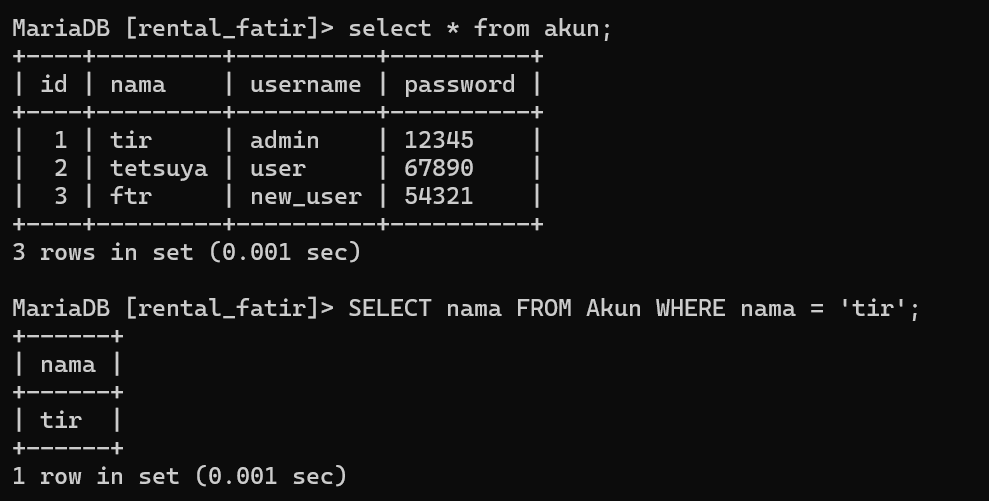 MariaDB [rental_fatir]> select * from akun;
+----+---------+----------+----------+
| id | nama    | username | password |
+----+---------+----------+----------+
|  1 | tir     | admin    | 12345    |
|  2 | tetsuya | user     | 67890    |
|  3 | ftr     | new_user | 54321    |
+----+---------+----------+----------+
3 rows in set (0.001 sec)

MariaDB [rental_fatir]> SELECT nama FROM Akun WHERE nama = 'tir';
+------+
| nama |
+------+
| tir  |
+------+
1 row in set (0.001 sec)